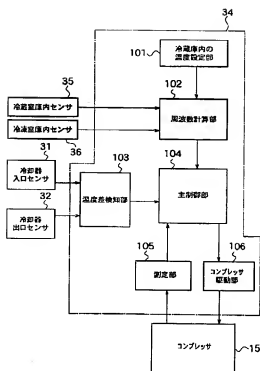 34
101
冷蔵庫内の
温度設定部
35
冷蔵室庫内センサ
102
周波数計算部
冷凍室庫内センサ
36
31
冷却器
入口センサ
103
温度差検知部
104
主制御部
32
冷却器
出口センサ
105
測定部
106
コンプレッサ
駆動部
コンプレッサ
15